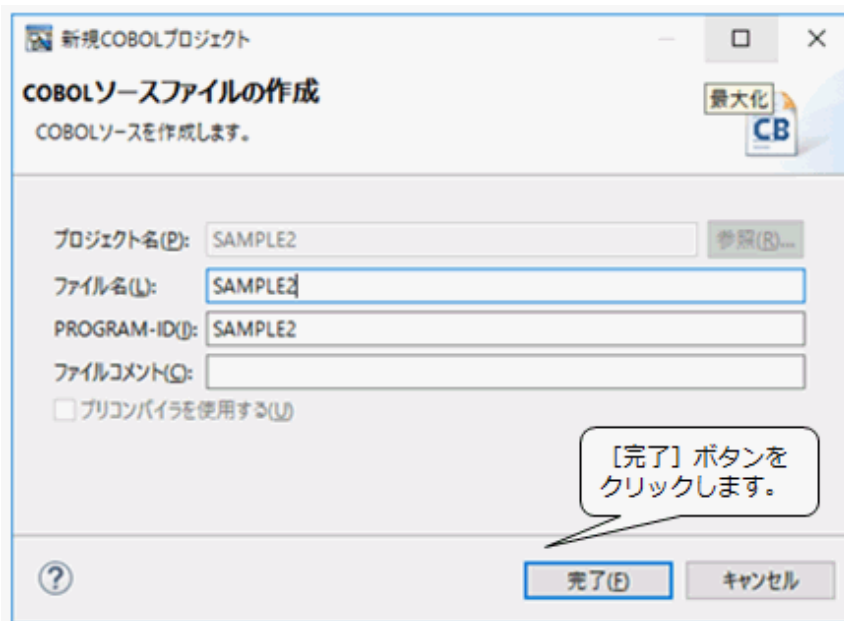 新規COBOLプロジェクト
COBOLソースファイルの作成
最大化
COBOLソースを作成します。
CB
プロジェクト名(P): SAMPLE2 参照(R)...
ファイル名(L): SAMPLE2
PROGRAM-ID(I): SAMPLE2
ファイルコメント(C):
プリコンパイラを使用する(U)
［完了］ボタンを
クリックします。
? 完了(F) キャンセル